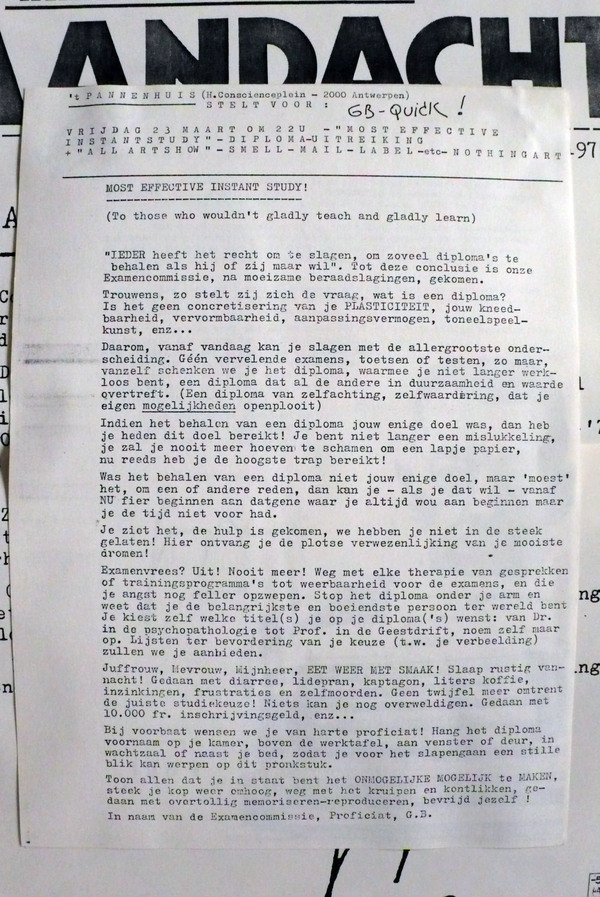 AANDACHT
't PANNENHUIS (H.Conscienceplein - 2000 Antwerpen)
STELT VOOR : GB-QuicK !
VRIJDAG 23 MAART OM 22U -"MOST EFFECTIVE
INSTANTSTUDY"-DIPLOMA-UITREIKING
+"ALL ARTSHOW"-SMELL-MAIL-LABEL-etc-NOTHINGART
-97
MOST EFFECTIVE INSTANT STUDY!
(To those who wouldn't gladly teach and gladly learn)
"IEDER heeft het recht om te slagen, om zoveel diploma's te
behalen als hij of zij maar wil". Tot deze conclusie is onze
Examencommissie, na moeizame beraadslagingen, gekomen.
Trouwens, zo stelt zij zich de vraag, wat is een diploma?
Is het geen concretisering van je PLASTICITEIT, jouw kneed-
baarheid, vervormbaarheid, aanpassingsvermogen, toneelspeel-
kunst, enz...
Daarom, vanaf vandaag kan je slagen met de allergrootste onder-
scheiding. Géén vervelende examens, toetsen of testen, zo maar,
vanzelf schenken we je het diploma, waarmee je niet langer werk-
loos bent, een diploma dat al de andere in duurzaamheid en waarde
overtreft. (Een diploma van zelfachting, zelfwaardering, dat je
eigen mogelijkheden openplooit)
Indien het behalen van een diploma jouw enige doel was, dan heb
je heden dit doel bereikt! Je bent niet langer een mislukkeling,
je zal je nooit meer hoeven te schamen om een lapje papier,
nu reeds heb je de hoogste trap bereikt!
Was het behalen van een diploma niet jouw enige doel, maar 'moest'
het, om een of andere reden, dan kan je - als je dat wil - vanaf
NU fier beginnen aan datgene waar je altijd wou aan beginnen maar
je de tijd niet voor had.
Je ziet het, de hulp is gekomen, we hebben je niet in de steek
gelaten! Hier ontvang je de plotse verwezenlijking van je mooiste
dromen!
Examenvrees? Uit! Nooit meer! Weg met elke therapie van gesprekken
of trainingsprogramma's tot weerbaarheid voor de examens, en die
je angst nog feller opzwepen. Stop het diploma onder je arm en
weet dat je de belangrijkste en boeiendste persoon ter wereld bent
Je kiest zelf welke titel(s) je op je diploma('s) wenst: van Dr.
in de psychopathologie tot Prof. in de Geestdrift, noem zelf maar
op. Lijsten ter bevordering van je keuze (t.w. je verbeelding)
zullen we je aanbieden.
Juffrouw, Mevrouw, Mijnheer, EET WEER MET SMAAK! Slaap rustig van-
nacht! Gedaan met diarree, lidepran, kaptagon, liters koffie,
inzinkingen, frustraties en zelfmoorden. Geen twijfel meer omtrent
de juiste studiekeuze! Niets kan je nog overweldigen. Gedaan met
10.000 fr. inschrijvingsgeld, enz...
Bij voorbaat wensen we je van harte proficiat! Hang het diploma
voornaam op je kamer, boven de werktafel, aan venster of deur, in
wachtzaal of naast je bed, zodat je voor het slapengaan een stille
blik kan werpen op dit pronkstuk.
Toon allen dat je in staat bent het ONMOGELIJKE MOGELIJK te MAKEN,
steek je kop weer omhoog, weg met het kruipen en kontlikken, ge-
daan met overtollig memoriseren-reproduceren, bevrijd jezelf !
In naam van de Examencommissie, Proficiat, G.B.